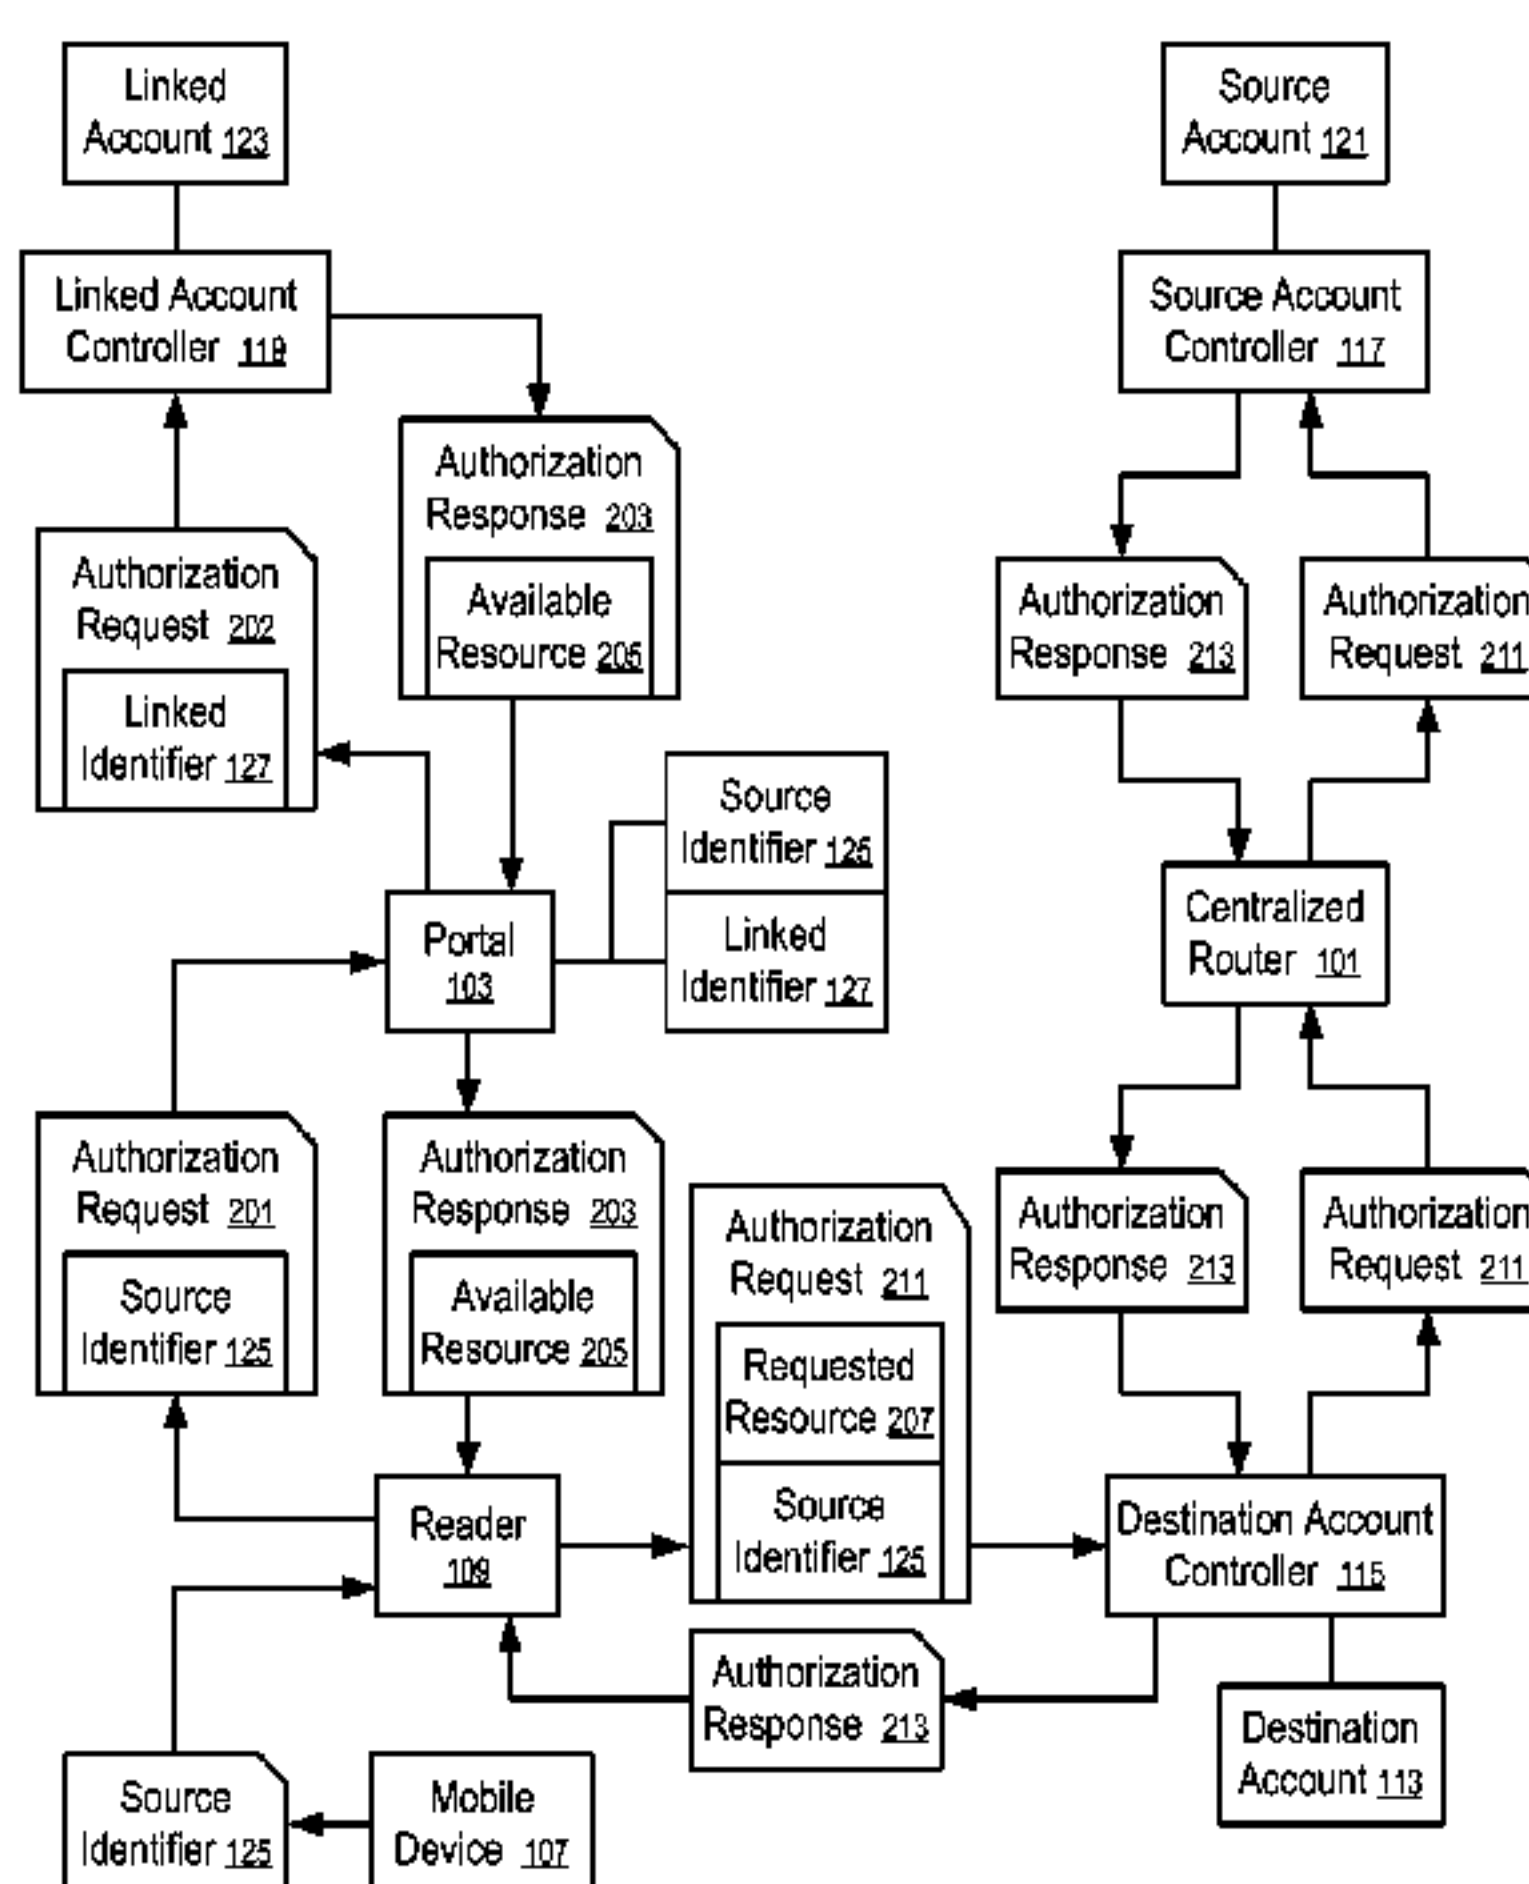 Linked
Account 123
Source
Account 121
Linked Account
Controller 119
Source Account
Controller 117
Authorization
Response 203
Available
Resource 205
Authorization
Request 202
Linked
Identifier 127
Authorization
Response 213
Authorization
Request 211
Source
Identifier 125
Linked
Identifier 127
Portal
103
Centralized
Router 101
Authorization
Request 201
Source
Identifier 125
Authorization
Response 203
Available
Resource 205
Authorization
Request 211
Requested
Resource 207
Source
Identifier 125
Authorization
Response 213
Authorization
Request 211
Reader
109
Destination Account
Controller 115
Authorization
Response 213
Destination
Account 113
Source
Identifier 125
Mobile
Device 107